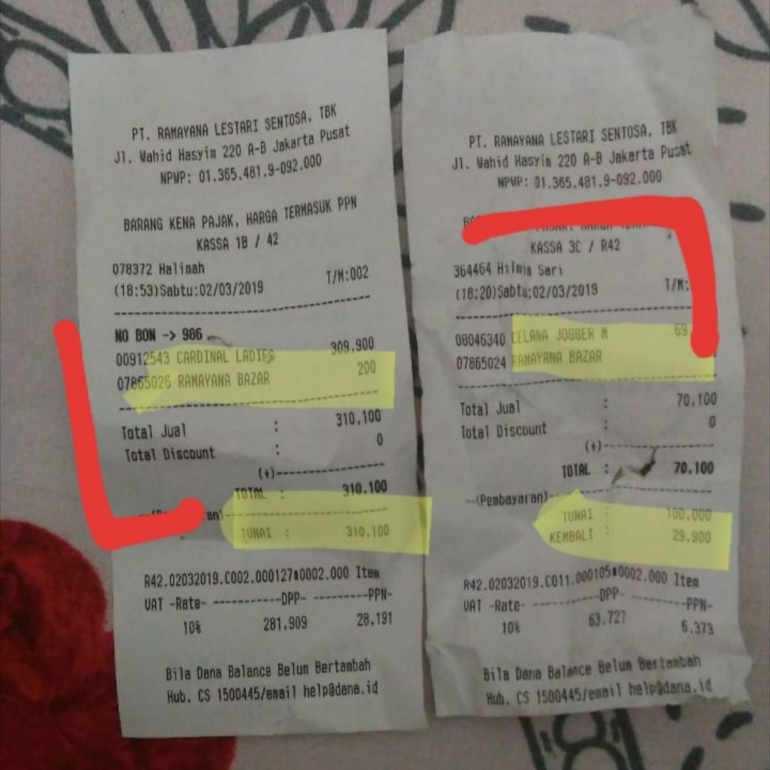 PT. RAMAYANA LESTARI SENTOSA, TBK
Jl. Wahid Hasyim 220 A-B Jakarta Pusat
NPWP: 01.365.481.9-092.000
BARANG KENA PAJAK, HARGA TERMASUK PPN
KASSA 1B / 42
078372 Halimah
(18:53)Sabtu:02/03/2019 T/M:002
NO BON -> 986
00912543 CARDINAL LADIES 309,900
07865026 RAMAYANA BAZAR 200
Total Jual : 310,100
Total Discount : 0
(+)
TOTAL : 310,100
TUNAI : 310,100
R42.02032019.C002.000127#0002.000 Item
VAT -Rate- -DPP- -PPN-
10% 281,909 28,191
Bila Dana Balance Belum Bertambah
Hub. CS 1500445/email help@dana.id
PT. RAMAYANA LESTARI SENTOSA, TBK
Jl. Wahid Hasyim 220 A-B Jakarta Pusat
NPWP: 01.365.481.9-092.000
KASSA 3C / R42
364464 Hilmia Sari
(18:20)Sabtu:02/03/2019 T/M:
08046340 CELANA JOGGER M
07865024 RAMAYANA BAZAR
Total Jual : 70,100
Total Discount : 0
(+)
TOTAL : 70,100
(Pembayaran)
TUNAI : 100,000
KEMBALI : 29,900
R42.02032019.C011.000105#0002.000 Item
VAT -Rate- -DPP- -PPN-
10% 63,727 6,373
Bila Dana Balance Belum Bertambah
Hub. CS 1500445/email help@dana.id